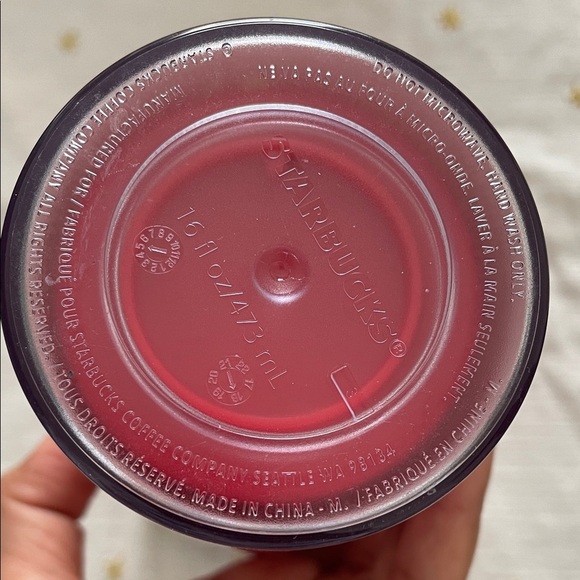 STARBUCKS®
16 fl oz/473 mL
STARBUCKS ®
DO NOT MICROWAVE. HAND WASH ONLY.
NE VA PAS AU FOUR À MICRO-ONDE. LAVER À LA MAIN SEULEMENT.
MANUFACTURED FOR / FABRIQUÉ POUR STARBUCKS COFFEE COMPANY SEATTLE WA 98134
STARBUCKS COFFEE COMPANY ALL RIGHTS RESERVED. / TOUS DROITS RÉSERVÉ. MADE IN CHINA - M. / FABRIQUÉ EN CHINE - M.